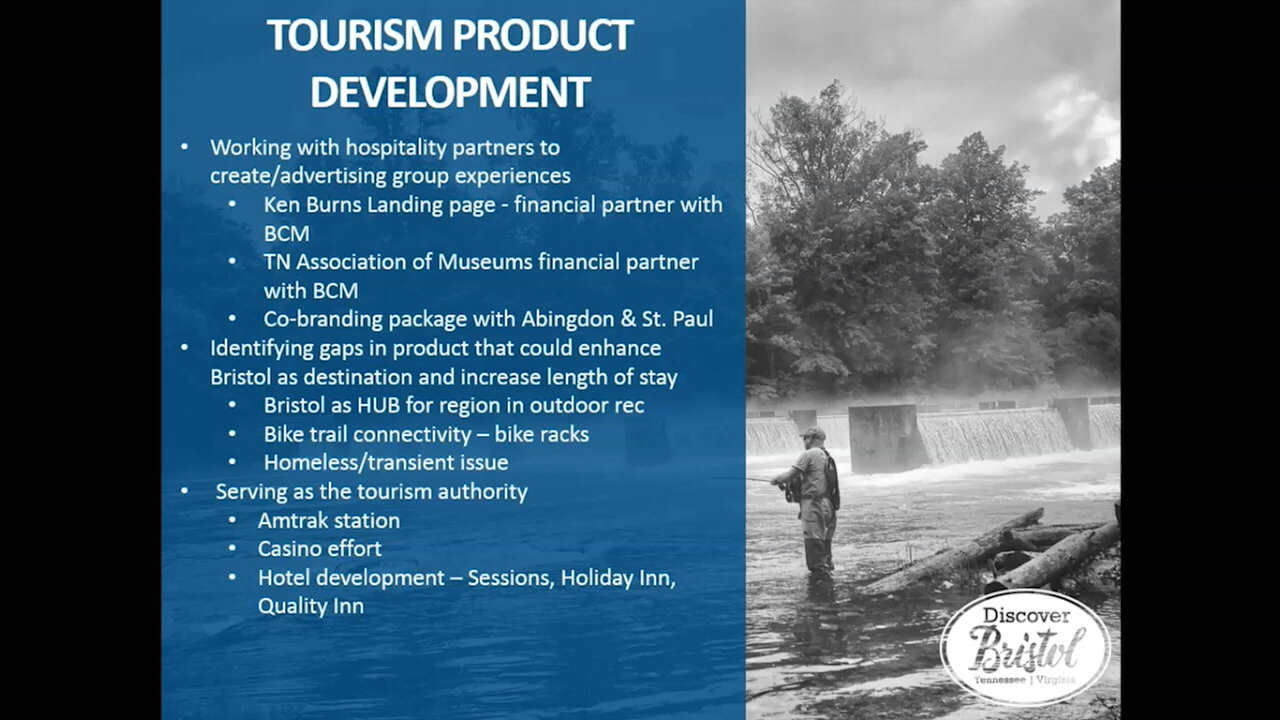 TOURISM PRODUCT
DEVELOPMENT
• Working with hospitality partners to
create/advertising group experiences
• Ken Burns Landing page - financial partner with
BCM
• TN Association of Museums financial partner
with BCM
• Co-branding package with Abingdon & St. Paul
• Identifying gaps in product that could enhance
Bristol as destination and increase length of stay
• Bristol as HUB for region in outdoor rec
• Bike trail connectivity – bike racks
• Homeless/transient issue
• Serving as the tourism authority
• Amtrak station
• Casino effort
• Hotel development – Sessions, Holiday Inn,
Quality Inn
Discover
Bristol
Tennessee | Virginia